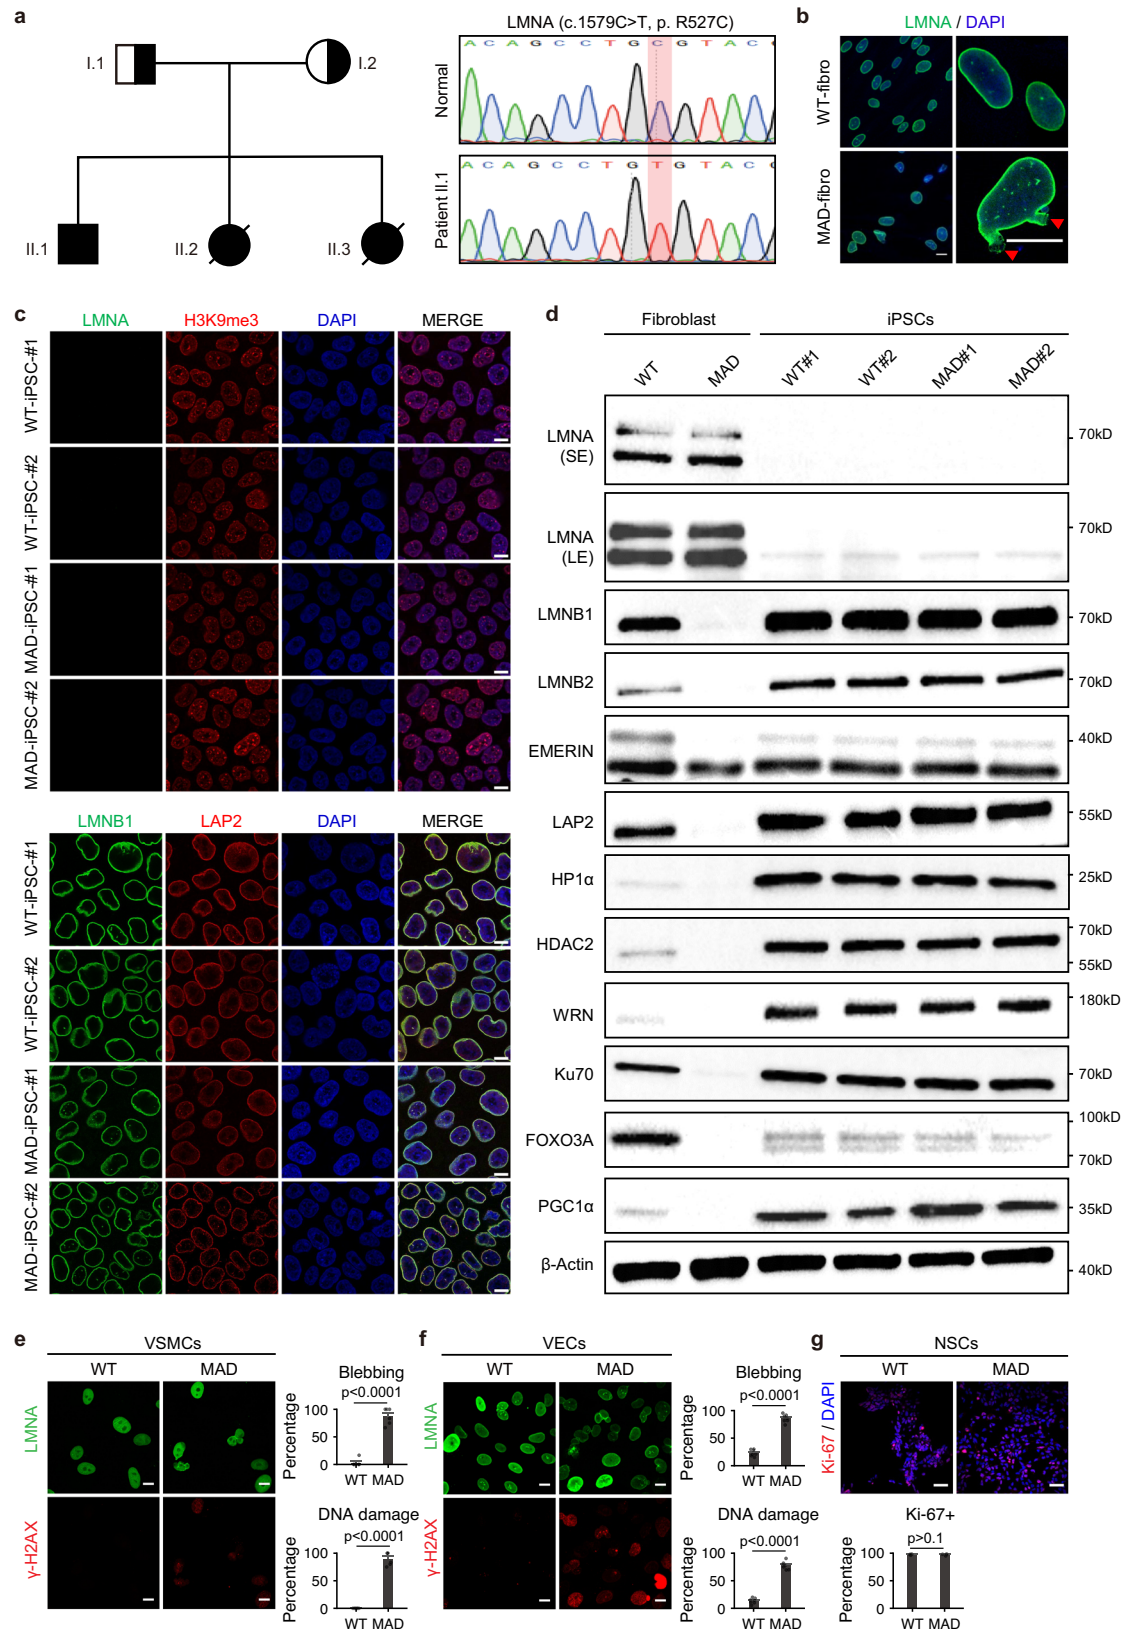 a
I.1
I.2
II.1
II.2
II.3
LMNA (c.1579C>T, p. R527C)
Normal
A C A G C C T G C G T A C
Patient II.1
A C A G C C T G T G T A C
b
LMNA / DAPI
WT-fibro
MAD-fibro
c
LMNA H3K9me3 DAPI MERGE
WT-iPSC-#1
WT-iPSC-#2
MAD-iPSC-#1
MAD-iPSC-#2
LMNB1 LAP2 DAPI MERGE
WT-iPSC-#1
WT-iPSC-#2
MAD-iPSC-#1
MAD-iPSC-#2
d
Fibroblast iPSCs
WT MAD WT#1 WT#2 MAD#1 MAD#2
LMNA
(SE)
70kD
LMNA
(LE)
70kD
LMNB1 70kD
LMNB2 70kD
EMERIN 40kD
LAP2 55kD
HP1α 25kD
HDAC2
70kD
55kD
WRN 180kD
Ku70 70kD
FOXO3A
100kD
70kD
PGC1α 35kD
β-Actin 40kD
e
VSMCs
WT MAD
LMNA
γ-H2AX
Blebbing
p<0.0001
Percentage
100
50
0
WT MAD
DNA damage
p<0.0001
Percentage
100
50
0
WT MAD
f
VECs
WT MAD
LMNA
γ-H2AX
Blebbing
p<0.0001
Percentage
100
50
0
WT MAD
DNA damage
p<0.0001
Percentage
100
50
0
WT MAD
g
NSCs
WT MAD
Ki-67 / DAPI
Ki-67+
p>0.1
Percentage
100
50
0
WT MAD